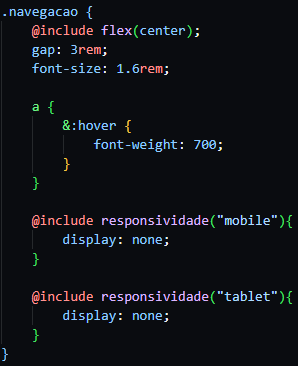 .navegacao {
    @include flex(center);
    gap: 3rem;
    font-size: 1.6rem;

    a {
        &:hover {
            font-weight: 700;
        }
    }

    @include responsividade("mobile"){
        display: none;
    }

    @include responsividade("tablet"){
        display: none;
    }
}